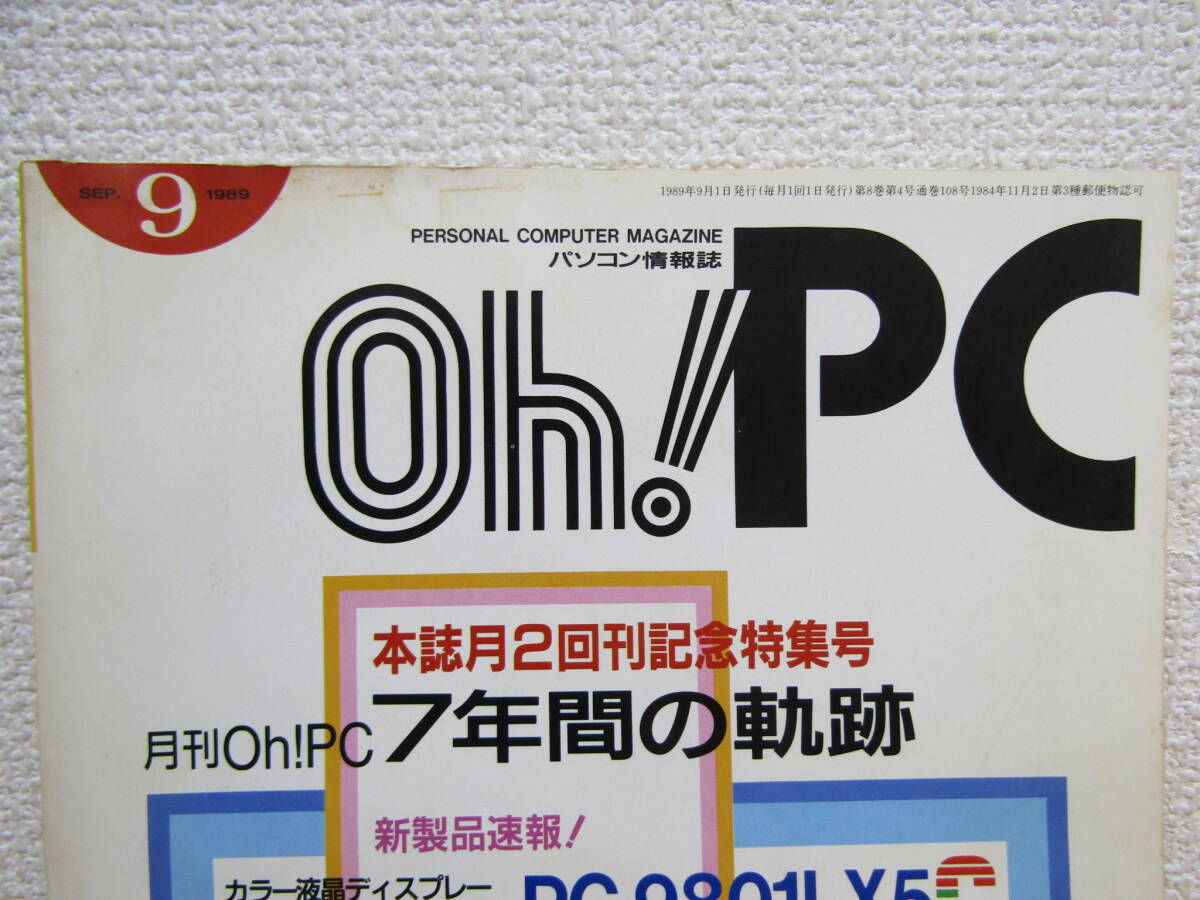 SEP. 9 1989
1989年9月1日発行(毎月1回1日発行)第8巻第4号通巻108号1984年11月2日第3種郵便物認可
PERSONAL COMPUTER MAGAZINE
パソコン情報誌
Oh!PC
本誌月2回刊記念特集号
月刊Oh!PC7年間の軌跡
新製品速報!
カラー液晶ディスプレー
PC-9801LX5C